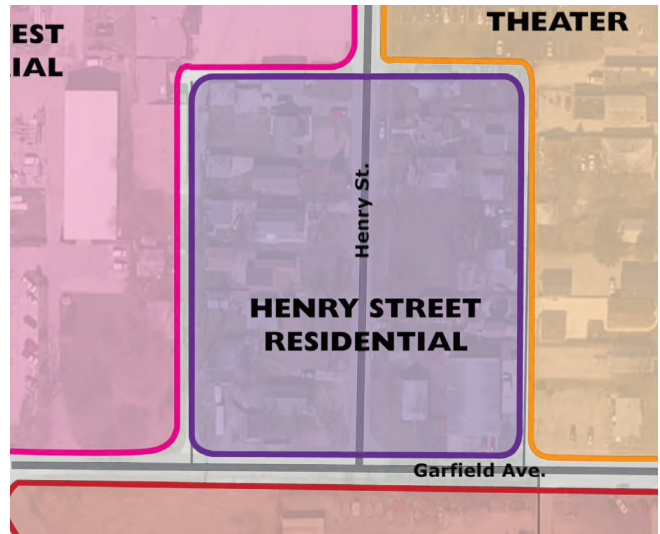 EST
IAL
THEATER
Henry St.
HENRY STREET
RESIDENTIAL
Garfield Ave.